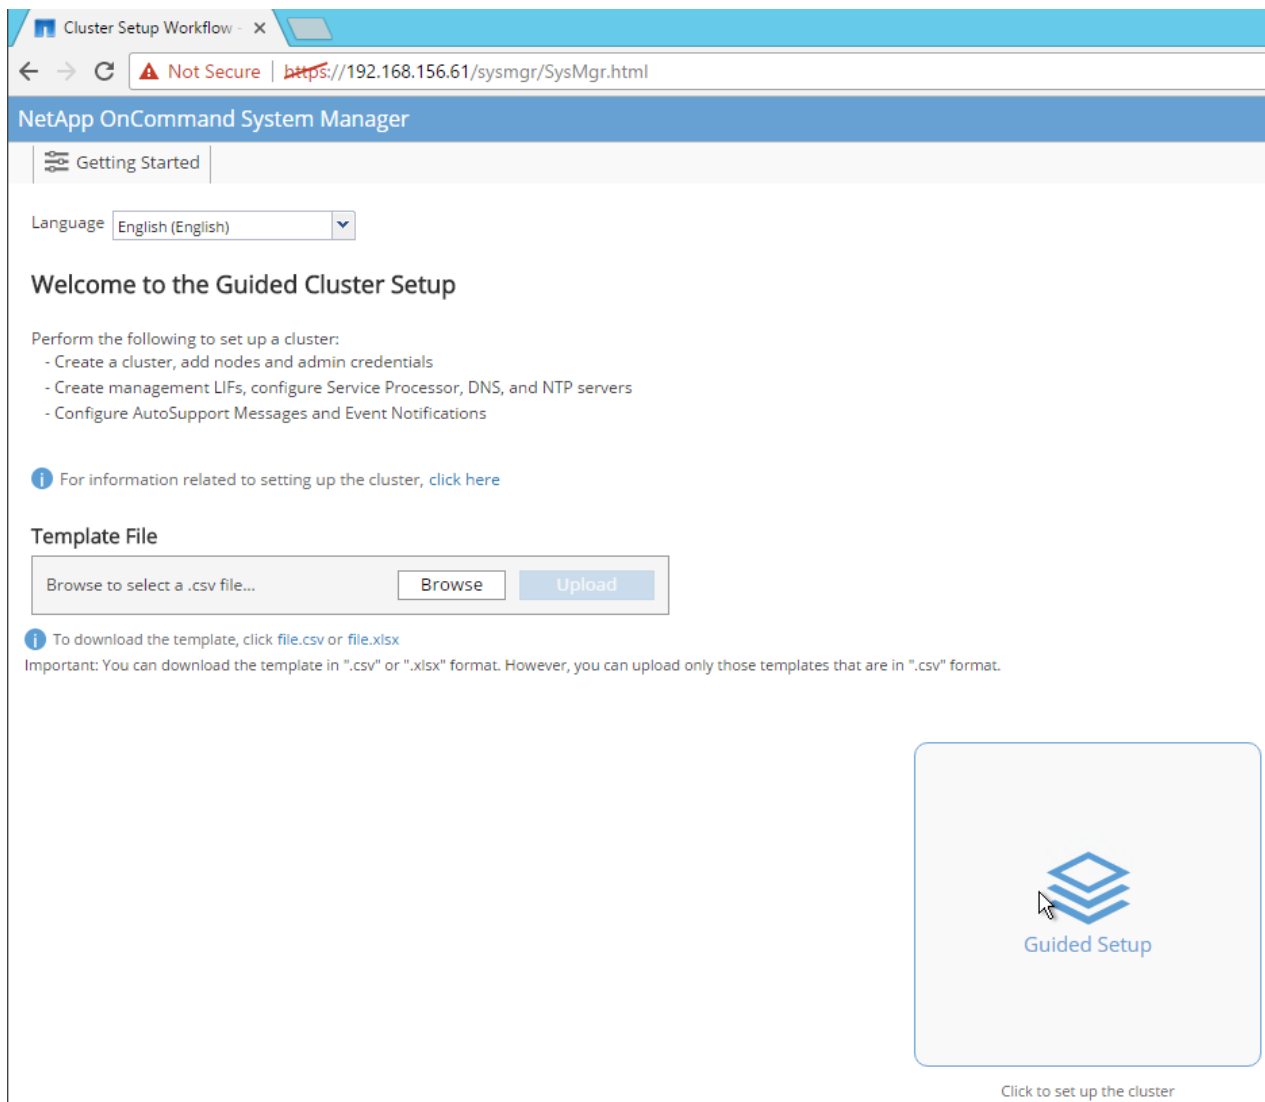 Cluster Setup Workflow -
Not Secure | https://192.168.156.61/sysmgr/SysMgr.html
NetApp OnCommand System Manager
Getting Started
Language English (English)
Welcome to the Guided Cluster Setup
Perform the following to set up a cluster:
- Create a cluster, add nodes and admin credentials
- Create management LIFs, configure Service Processor, DNS, and NTP servers
- Configure AutoSupport Messages and Event Notifications
For information related to setting up the cluster, click here
Template File
Browse to select a .csv file... Browse Upload
To download the template, click file.csv or file.xlsx
Important: You can download the template in ".csv" or ".xlsx" format. However, you can upload only those templates that are in ".csv" format.
Guided Setup
Click to set up the cluster